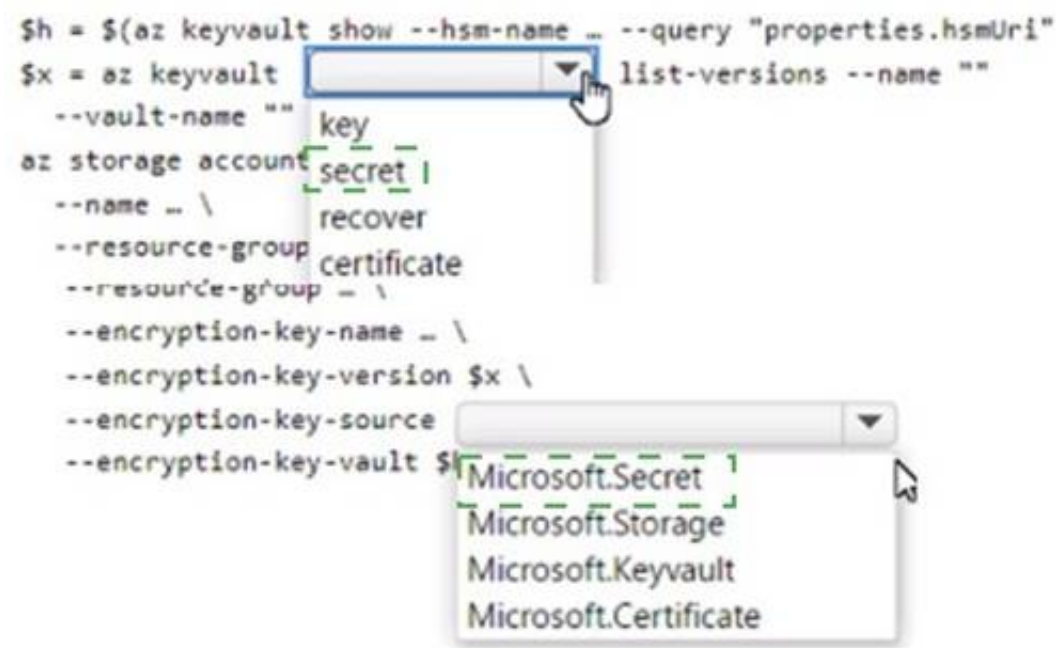 $h = $(az keyvault show --hsm-name … --query "properties.hsmUri"
$x = az keyvault list-versions --name ""
--vault-name ""
key
az storage account
secret
--name … \
recover
--resource-group
certificate
--resource-group … \
--encryption-key-name … \
--encryption-key-version $x \
--encryption-key-source
--encryption-key-vault $h
Microsoft.Secret
Microsoft.Storage
Microsoft.Keyvault
Microsoft.Certificate